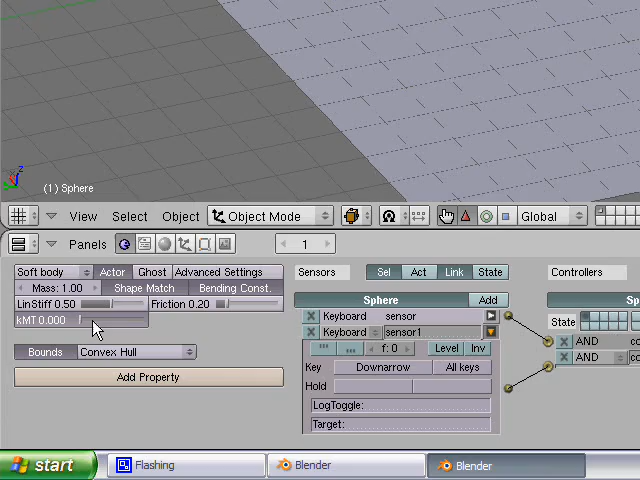 z
(1) Sphere
View Select Object Object Mode Global
Panels 1
Soft body Actor Ghost Advanced Settings
Mass: 1.00 Shape Match Bending Const.
LinStiff 0.50 Friction 0.20
kMT 0.000
Bounds Convex Hull
Add Property
Sensors Sel Act Link State
Sphere Add
Keyboard sensor
Keyboard sensor1
f: 0 Level Inv
Key Downarrow All keys
Hold
LogToggle:
Target:
Controllers
Sp
State
AND co
AND co
start Flashing Blender Blender